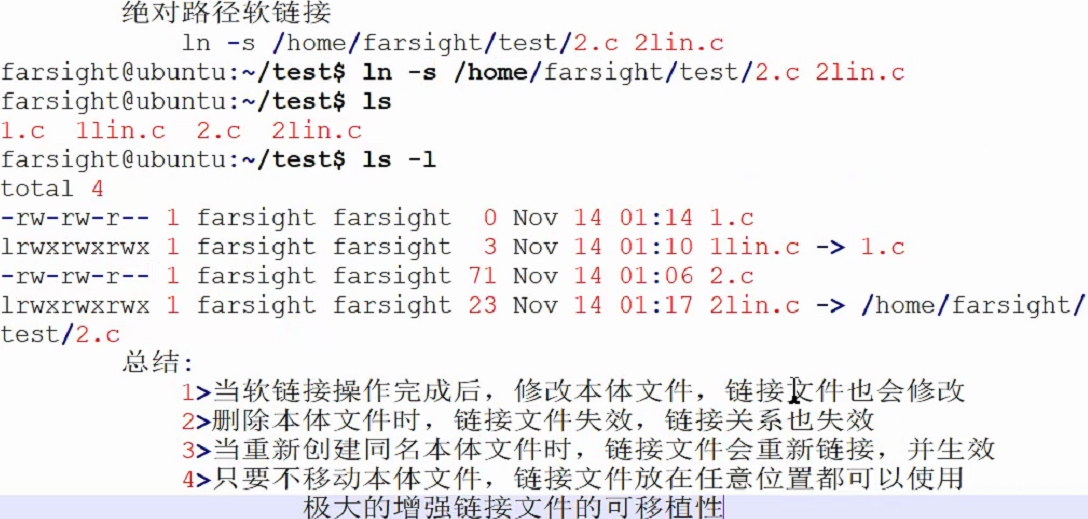 绝对路径软链接
ln -s /home/farsight/test/2.c 2lin.c
farsight@ubuntu:~/test$ ln -s /home/farsight/test/2.c 2lin.c
farsight@ubuntu:~/test$ ls
1.c  1lin.c  2.c  2lin.c
farsight@ubuntu:~/test$ ls -l
total 4
-rw-rw-r-- 1 farsight farsight  0 Nov 14 01:14 1.c
lrwxrwxrwx 1 farsight farsight  3 Nov 14 01:10 1lin.c -> 1.c
-rw-rw-r-- 1 farsight farsight 71 Nov 14 01:06 2.c
lrwxrwxrwx 1 farsight farsight 23 Nov 14 01:17 2lin.c -> /home/farsight/
test/2.c
总结:
1>当软链接操作完成后，修改本体文件，链接文件也会修改
2>删除本体文件时，链接文件失效，链接关系也失效
3>当重新创建同名本体文件时，链接文件会重新链接，并生效
4>只要不移动本体文件，链接文件放在任意位置都可以使用
极大的增强链接文件的可移植性